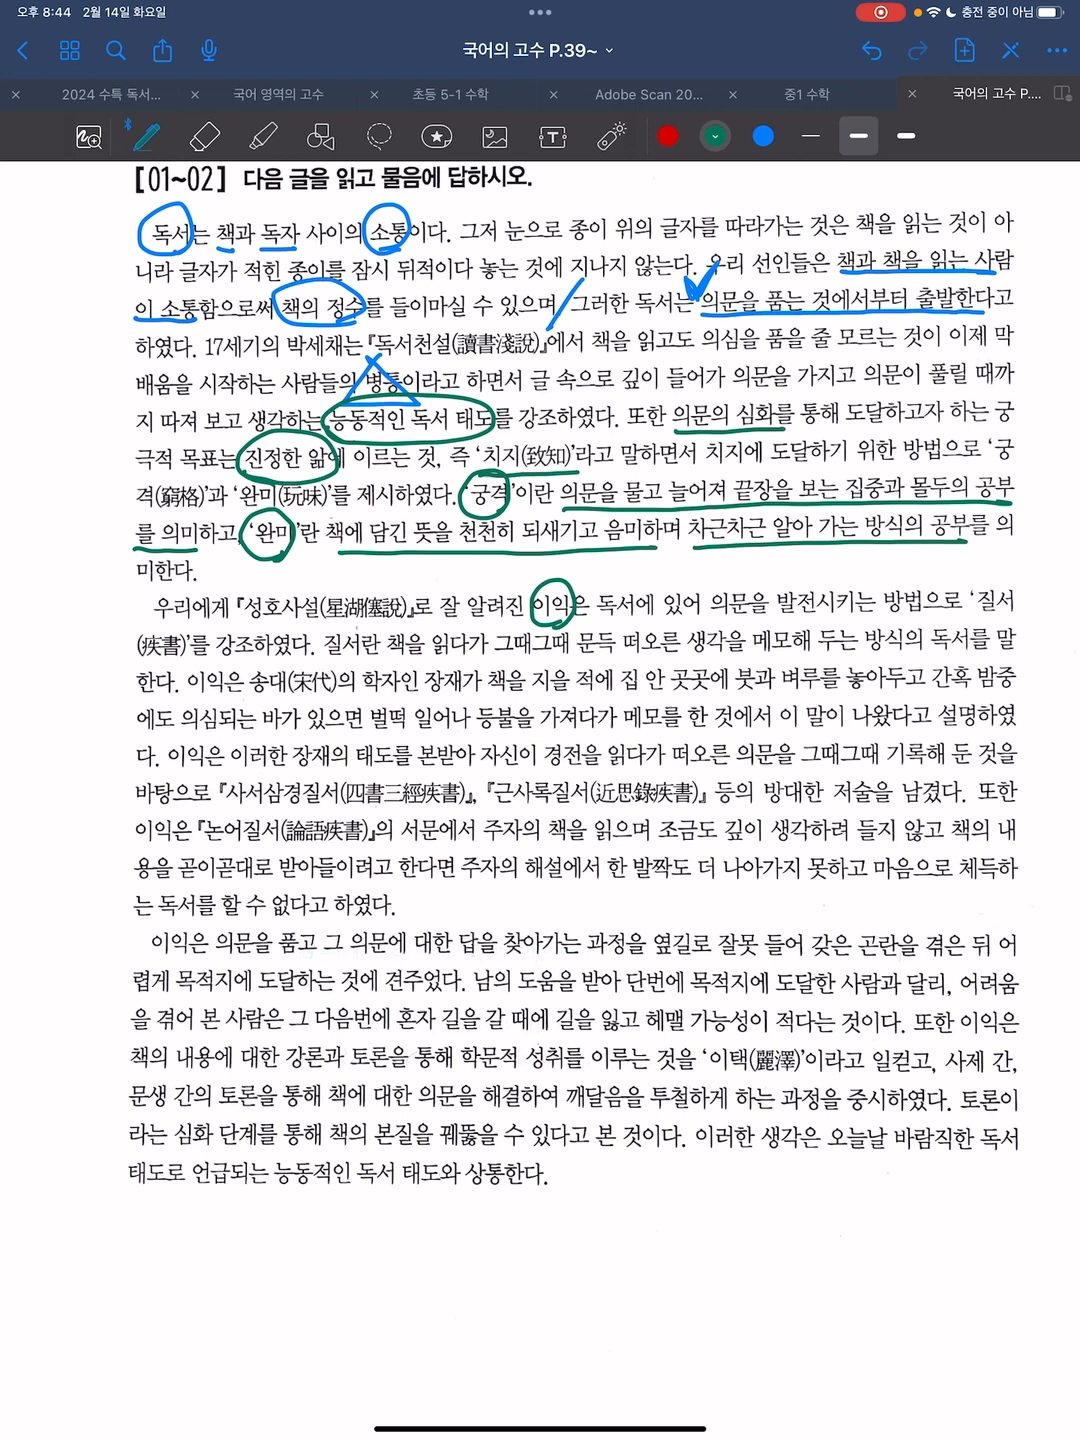 오후 8:44 2월 14일 화요일
충전 중이 아님
국어의 고수 P.39~
2024 수특 독서...
국어 영역의 고수
초등 5-1 수학
Adobe Scan 20...
중1 수학
국어의 고수 P....
[01~02] 다음 글을 읽고 물음에 답하시오.
독서는 책과 독자 사이의 소통이다. 그저 눈으로 종이 위의 글자를 따라가는 것은 책을 읽는 것이 아
니라 글자가 적힌 종이를 잠시 뒤적이다 놓는 것에 지나지 않는다. 우리 선인들은 책과 책을 읽는 사람
이 소통함으로써 책의 정수를 들이마실 수 있으며, 그러한 독서는 의문을 품는 것에서부터 출발한다고
하였다. 17세기의 박세채는 『독서천설(讀書淺說)』에서 책을 읽고도 의심을 품을 줄 모르는 것이 이제 막
배움을 시작하는 사람들의 병통이라고 하면서 글 속으로 깊이 들어가 의문을 가지고 의문이 풀릴 때까
지 따져 보고 생각하는 능동적인 독서 태도를 강조하였다. 또한 의문의 심화를 통해 도달하고자 하는 궁
극적 목표는 진정한 앎에 이르는 것, 즉 ‘치지(致知)’라고 말하면서 치지에 도달하기 위한 방법으로 ‘궁
격(窮格)’과 ‘완미(玩味)’를 제시하였다. ‘궁격’이란 의문을 물고 늘어져 끝장을 보는 집중과 몰두의 공부
를 의미하고, ‘완미’란 책에 담긴 뜻을 천천히 되새기고 음미하며 차근차근 알아 가는 방식의 공부를 의
미한다.
우리에게 『성호사설(星湖僿說)』로 잘 알려진 이익은 독서에 있어 의문을 발전시키는 방법으로 ‘질서
(疾書)’를 강조하였다. 질서란 책을 읽다가 그때그때 문득 떠오른 생각을 메모해 두는 방식의 독서를 말
한다. 이익은 송대(宋代)의 학자인 장재가 책을 지을 적에 집 안 곳곳에 붓과 벼루를 놓아두고 간혹 밤중
에도 의심되는 바가 있으면 벌떡 일어나 등불을 가져다가 메모를 한 것에서 이 말이 나왔다고 설명하였
다. 이익은 이러한 장재의 태도를 본받아 자신이 경전을 읽다가 떠오른 의문을 그때그때 기록해 둔 것을
바탕으로 『사서삼경질서(四書三經疾書)』, 『근사록질서(近思錄疾書)』 등의 방대한 저술을 남겼다. 또한
이익은 『논어질서(論語疾書)』의 서문에서 주자의 책을 읽으며 조금도 깊이 생각하려 들지 않고 책의 내
용을 곧이곧대로 받아들이려고 한다면 주자의 해설에서 한 발짝도 더 나아가지 못하고 마음으로 체득하
는 독서를 할 수 없다고 하였다.
이익은 의문을 품고 그 의문에 대한 답을 찾아가는 과정을 옆길로 잘못 들어 갖은 곤란을 겪은 뒤 어
렵게 목적지에 도달하는 것에 견주었다. 남의 도움을 받아 단번에 목적지에 도달한 사람과 달리, 어려움
을 겪어 본 사람은 그 다음번에 혼자 길을 갈 때에 길을 잃고 헤맬 가능성이 적다는 것이다. 또한 이익은
책의 내용에 대한 강론과 토론을 통해 학문적 성취를 이루는 것을 ‘이택(麗澤)’이라고 일컫고, 사제 간,
문생 간의 토론을 통해 책에 대한 의문을 해결하여 깨달음을 투철하게 하는 과정을 중시하였다. 토론이
라는 심화 단계를 통해 책의 본질을 꿰뚫을 수 있다고 본 것이다. 이러한 생각은 오늘날 바람직한 독서
태도로 언급되는 능동적인 독서 태도와 상통한다.